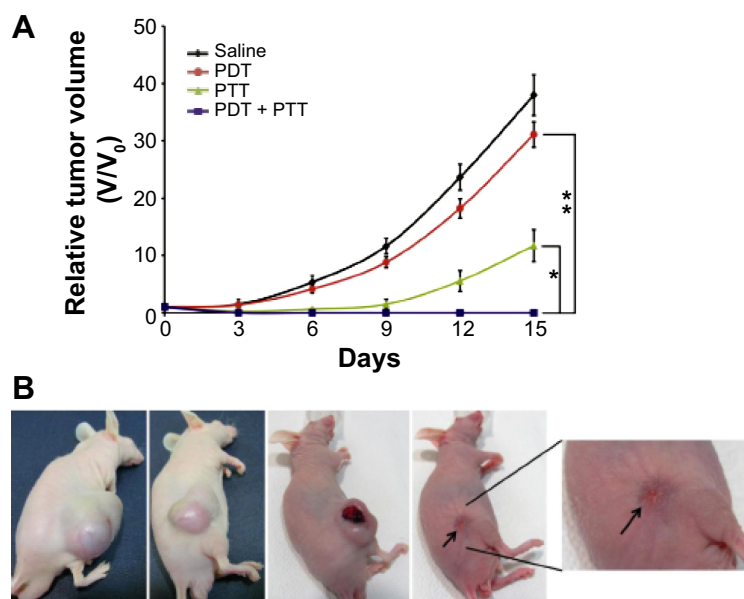 A
Relative tumor volume
(V/V₀)
50
40
30
20
10
0
Saline
PDT
PTT
PDT + PTT
**
*
0 3 6 9 12 15
Days
B